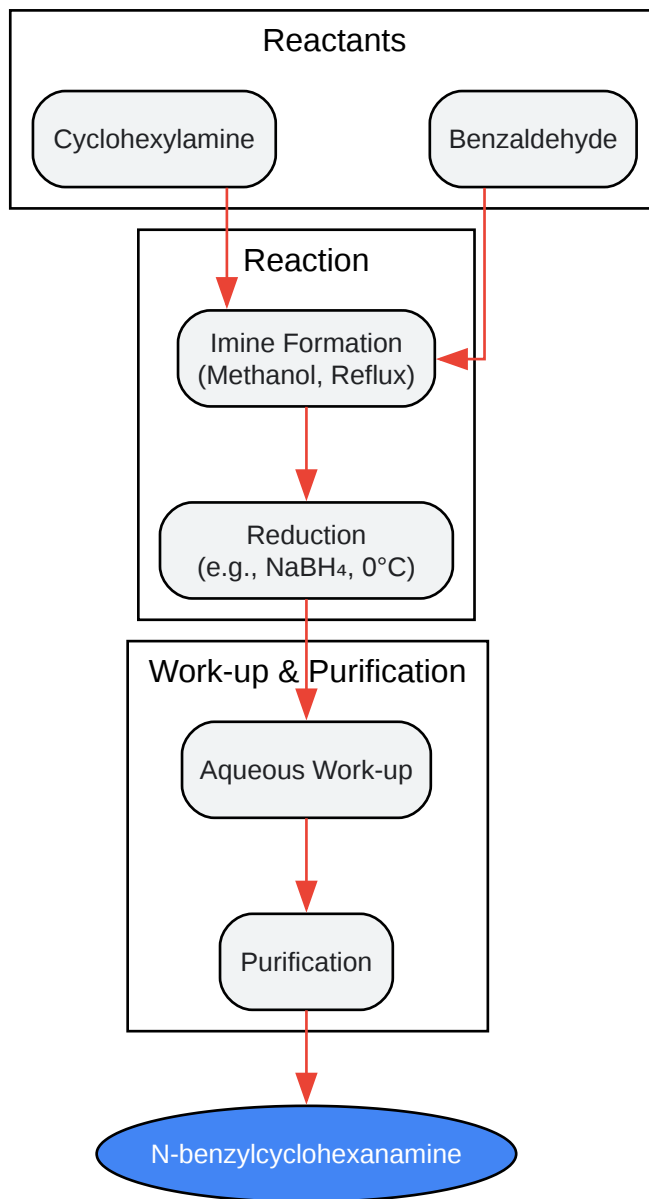 Reactants
Cyclohexylamine
Benzaldehyde
Reaction
Imine Formation
(Methanol, Reflux)
Reduction
(e.g., NaBH₄, 0°C)
Work-up & Purification
Aqueous Work-up
Purification
N-benzylcyclohexanamine